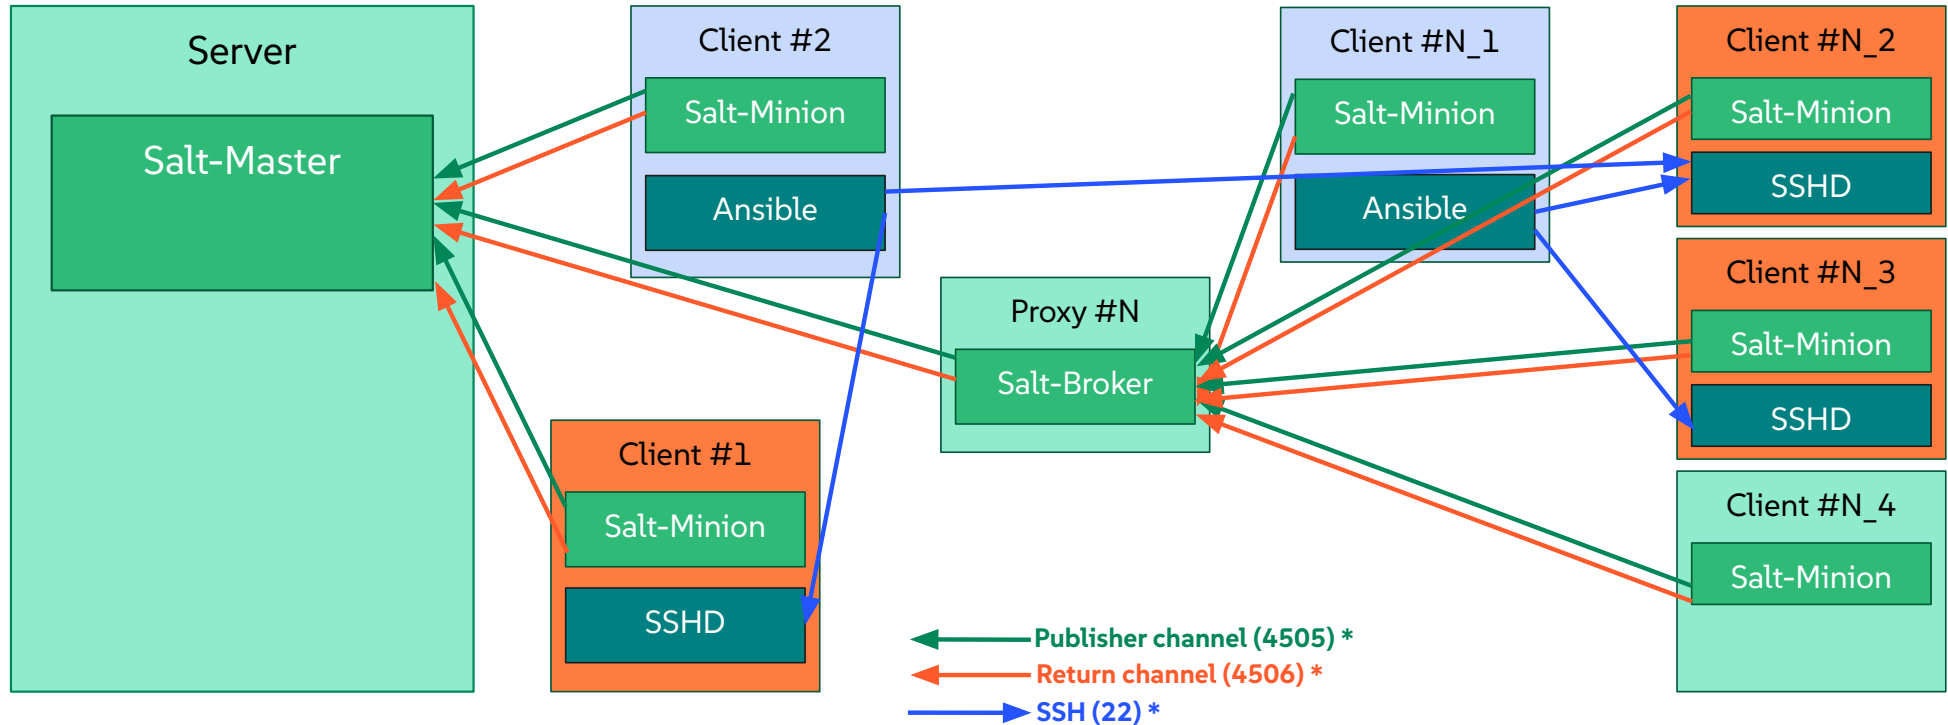 Server
Salt-Master
Client #2
Salt-Minion
Ansible
Client #1
Salt-Minion
SSHD
Proxy #N
Salt-Broker
Client #N_1
Salt-Minion
Ansible
Client #N_2
Salt-Minion
SSHD
Client #N_3
Salt-Minion
SSHD
Client #N_4
Salt-Minion
Publisher channel (4505) *
Return channel (4506) *
SSH (22) *